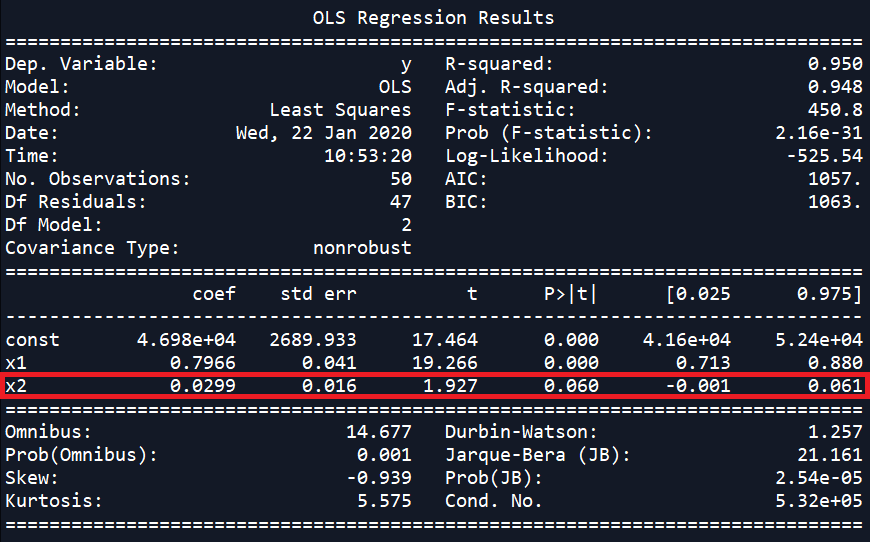 OLS Regression Results
==============================================================================
Dep. Variable:                      y   R-squared:                       0.950
Model:                            OLS   Adj. R-squared:                  0.948
Method:                 Least Squares   F-statistic:                     450.8
Date:                Wed, 22 Jan 2020   Prob (F-statistic):           2.16e-31
Time:                        10:53:20   Log-Likelihood:                -525.54
No. Observations:                  50   AIC:                             1057.
Df Residuals:                      47   BIC:                             1063.
Df Model:                           2
Covariance Type:            nonrobust
==============================================================================
                 coef    std err          t      P>|t|      [0.025      0.975]
------------------------------------------------------------------------------
const       4.698e+04   2689.933     17.464      0.000    4.16e+04    5.24e+04
x1             0.7966      0.041     19.266      0.000       0.713       0.880
x2             0.0299      0.016      1.927      0.060      -0.001       0.061
==============================================================================
Omnibus:                       14.677   Durbin-Watson:                   1.257
Prob(Omnibus):                  0.001   Jarque-Bera (JB):               21.161
Skew:                          -0.939   Prob(JB):                     2.54e-05
Kurtosis:                       5.575   Cond. No.                     5.32e+05
==============================================================================